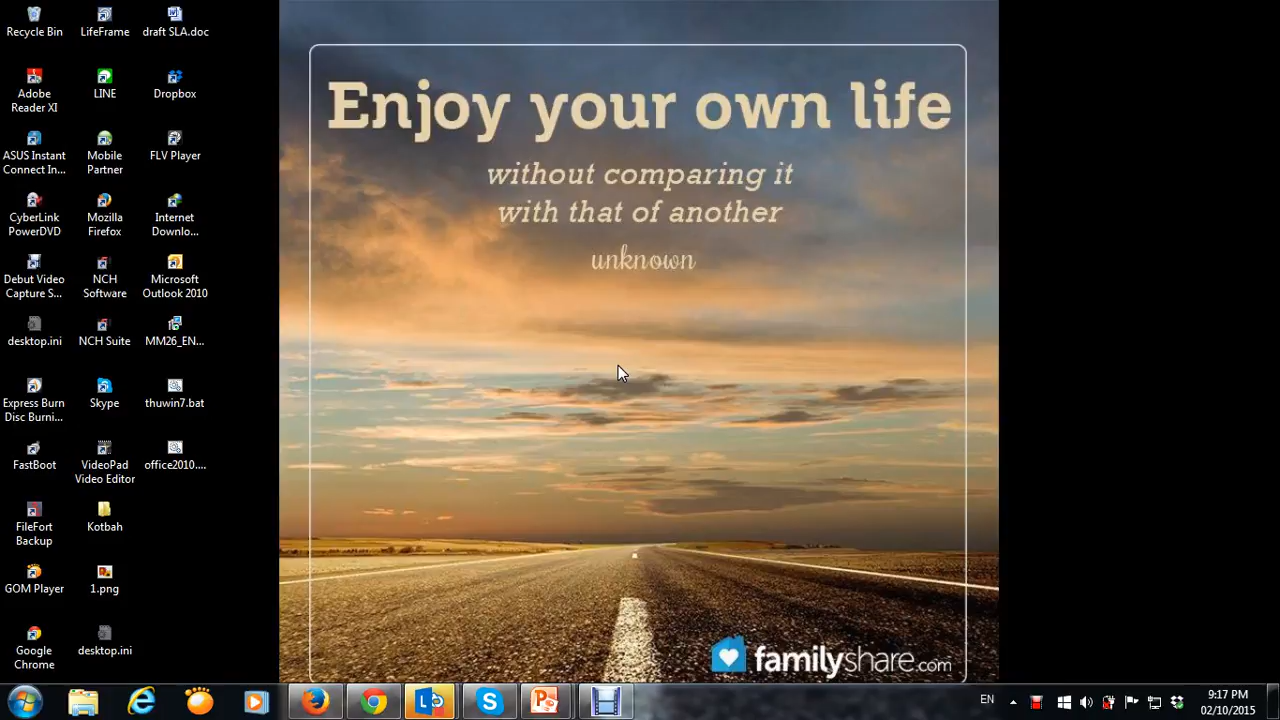 Recycle Bin
LifeFrame
draft SLA.doc
Adobe
Reader XI
LINE
Dropbox
ASUS Instant
Connect In...
Mobile
Partner
FLV Player
CyberLink
PowerDVD
Mozilla
Firefox
Internet
Downlo...
Debut Video
Capture S...
NCH
Software
Microsoft
Outlook 2010
desktop.ini
NCH Suite
MM26_EN...
Express Burn
Disc Burni...
Skype
thuwin7.bat
FastBoot
VideoPad
Video Editor
office2010....
FileFort
Backup
Kotbah
GOM Player
1.png
Google
Chrome
desktop.ini
Enjoy your own life
without comparing it
with that of another
unknown
familyshare.com
EN
9:17 PM
02/10/2015